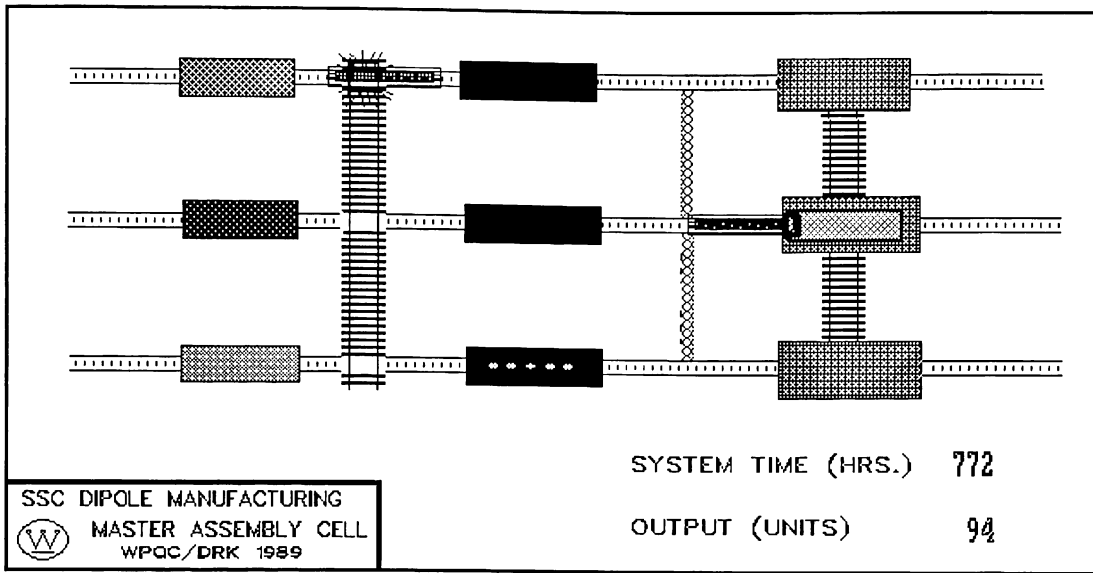 SYSTEM TIME (HRS.) 772
OUTPUT (UNITS) 94
SSC DIPOLE MANUFACTURING
W MASTER ASSEMBLY CELL
WPQC/DRK 1989